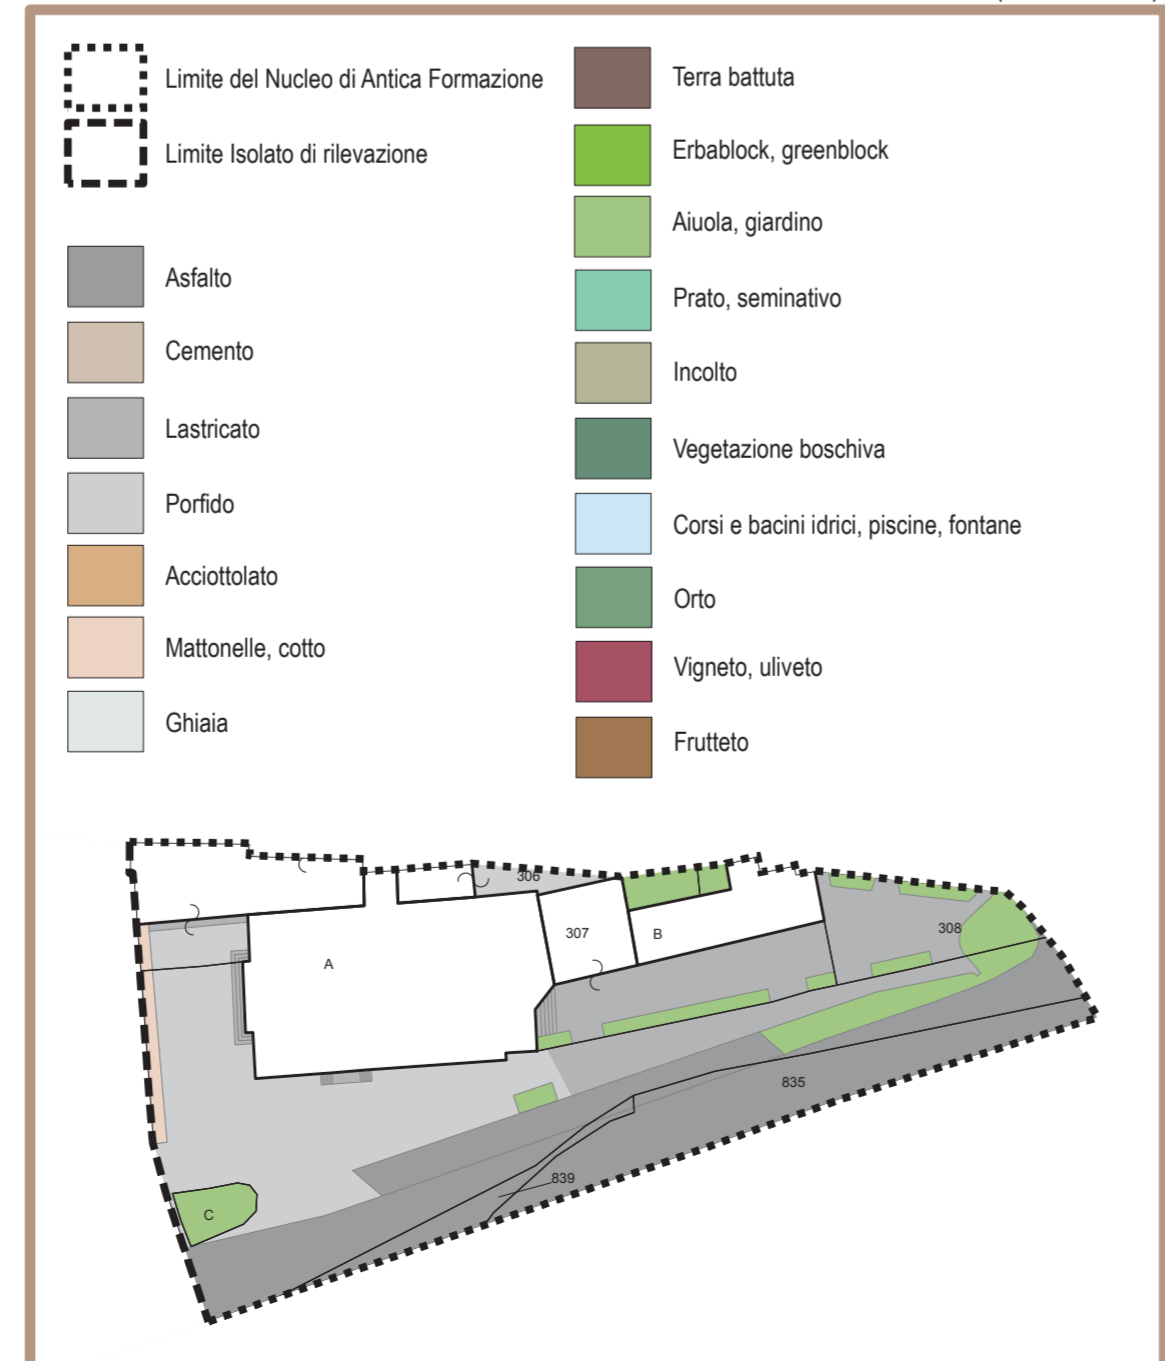 Limite del Nucleo di Antica Formazione
Limite Isolato di rilevazione
Asfalto
Cemento
Lastricato
Porfido
Acciottolato
Mattonelle, cotto
Ghiaia
Terra battuta
Erbablock, greenblock
Aiuola, giardino
Prato, seminativo
Incolto
Vegetazione boschiva
Corsi e bacini idrici, piscine, fontane
Orto
Vigneto, uliveto
Frutteto
306
307
B
308
A
835
839
C